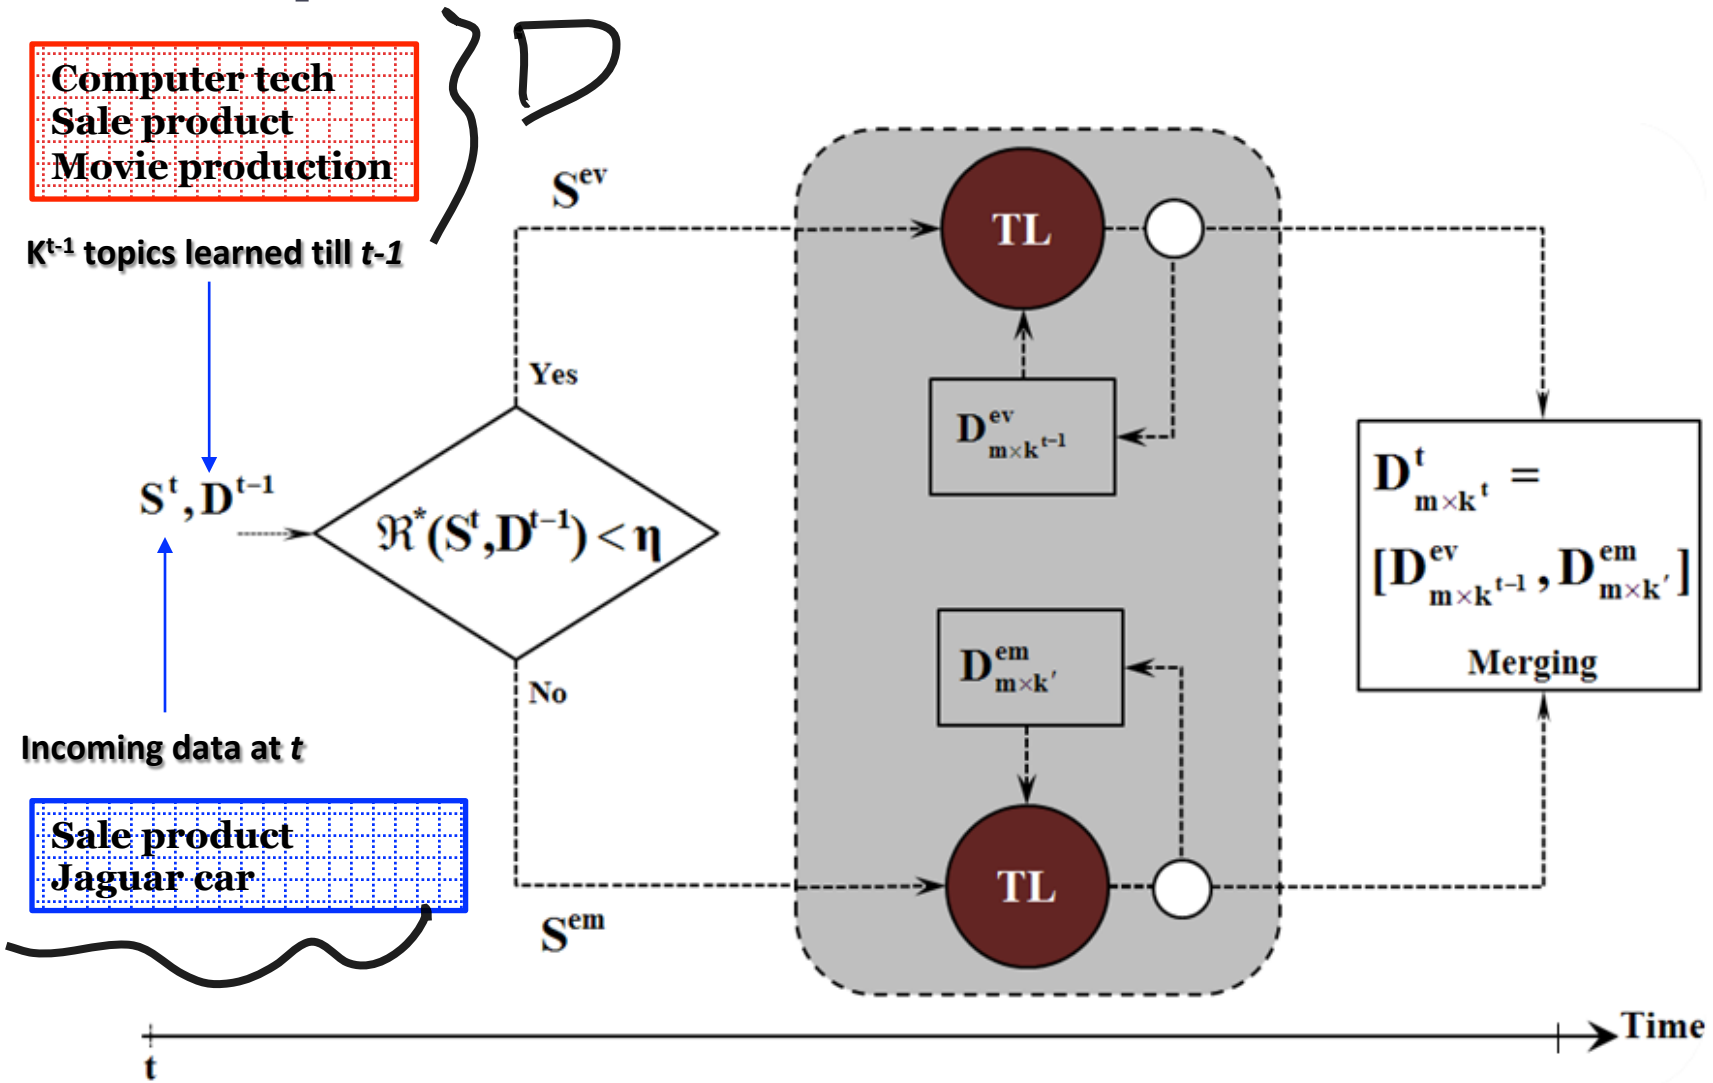 Computer tech
Sale product
Movie production
D
K^{t-1} topics learned till t-1
S^{ev}
TL
Yes
D^{ev}_{m×k^{t-1}}
S^t, D^{t-1}
ℜ*(S^t, D^{t-1}) < η
D^t_{m×k^t} =
[D^{ev}_{m×k^{t-1}}, D^{em}_{m×k′}]
Merging
No
D^{em}_{m×k′}
Incoming data at t
Sale product
Jaguar car
TL
S^{em}
Time
t